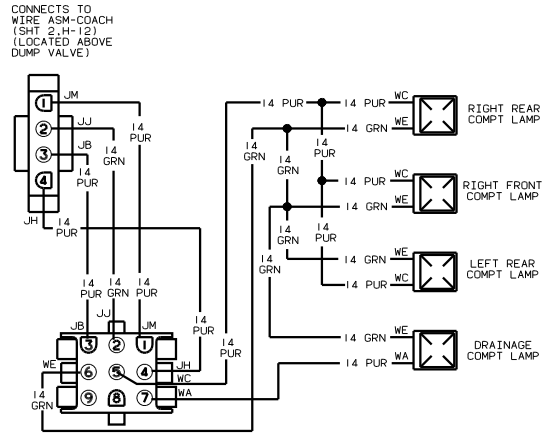 CONNECTS TO
WIRE ASM-COACH
(SHT 2,H-12)
(LOCATED ABOVE
DUMP VALVE)
1
JM
2
JJ
3
JB
4
JH
14
PUR
14
GRN
14
PUR
14
PUR
14 PUR
14 PUR
WC
RIGHT REAR
COMPT LAMP
14 GRN
WE
14
GRN
14
GRN
14
PUR
14 PUR
WC
RIGHT FRONT
COMPT LAMP
14 GRN
WE
14
GRN
14
PUR
14
GRN
14 GRN
WE
LEFT REAR
COMPT LAMP
14 PUR
WC
14
PUR
14
GRN
14
PUR
14
PUR
14
PUR
14 GRN
WE
DRAINAGE
COMPT LAMP
14 PUR
WA
JB
JJ
JM
3
2
1
WE
6
5
4
JH
WC
9
8
7
WA
14
GRN